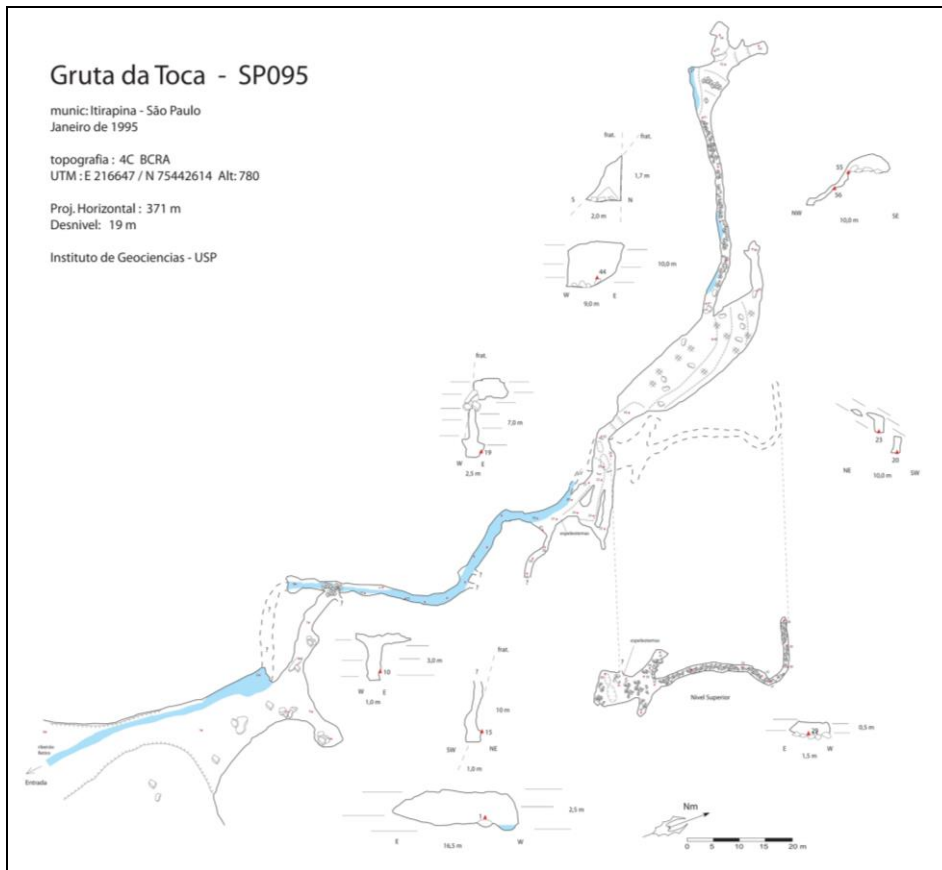 Gruta da Toca - SP095
munic: Itirapina - São Paulo
Janeiro de 1995
topografia : 4C BCRA
UTM : E 216647 / N 75442614 Alt: 780
Proj. Horizontal : 371 m
Desnivel: 19 m
Instituto de Geociencias - USP
frat.
frat.
1,7 m
S
N
2,0 m
55
56
NW
SE
10,0 m
44
10,0 m
W
E
9,0 m
frat.
7,0 m
19
W
E
2,5 m
23
20
NE
SW
10,0 m
espeleotemas
?
?
?
?
?
3,0 m
10
W
E
1,0 m
frat.
?
10 m
15
SW
NE
1,0 m
espeleotemas
?
Nível Superior
0,5 m
28
E
W
1,5 m
Entrada
2,5 m
1
E
W
16,5 m
Nm
0 5 10 15 20 m